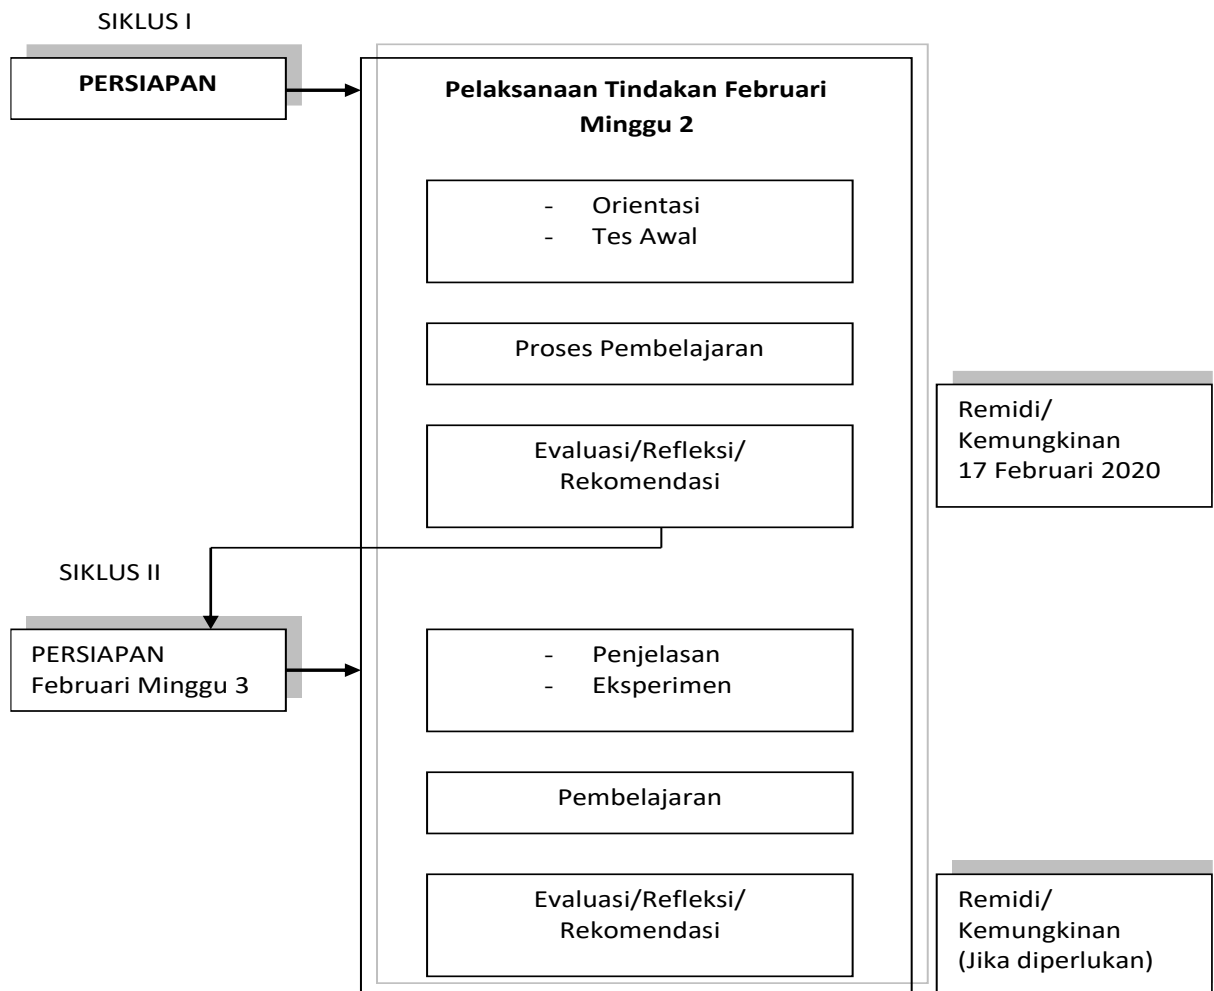 SIKLUS I
PERSIAPAN
Pelaksanaan Tindakan Februari
Minggu 2
- Orientasi
- Tes Awal
Proses Pembelajaran
Evaluasi/Refleksi/
Rekomendasi
Remidi/
Kemungkinan
17 Februari 2020
SIKLUS II
PERSIAPAN
Februari Minggu 3
- Penjelasan
- Eksperimen
Pembelajaran
Evaluasi/Refleksi/
Rekomendasi
Remidi/
Kemungkinan
(Jika diperlukan)